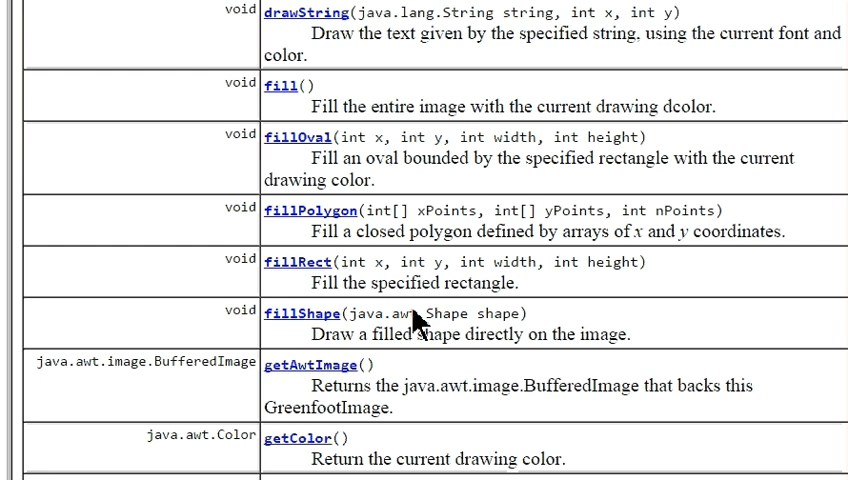 void drawString(java.lang.String string, int x, int y)
Draw the text given by the specified string, using the current font and
color.
void fill()
Fill the entire image with the current drawing dcolor.
void fillOval(int x, int y, int width, int height)
Fill an oval bounded by the specified rectangle with the current
drawing color.
void fillPolygon(int[] xPoints, int[] yPoints, int nPoints)
Fill a closed polygon defined by arrays of x and y coordinates.
void fillRect(int x, int y, int width, int height)
Fill the specified rectangle.
void fillShape(java.awt.Shape shape)
Draw a filled shape directly on the image.
java.awt.image.BufferedImage getAwtImage()
Returns the java.awt.image.BufferedImage that backs this
GreenfootImage.
java.awt.Color getColor()
Return the current drawing color.